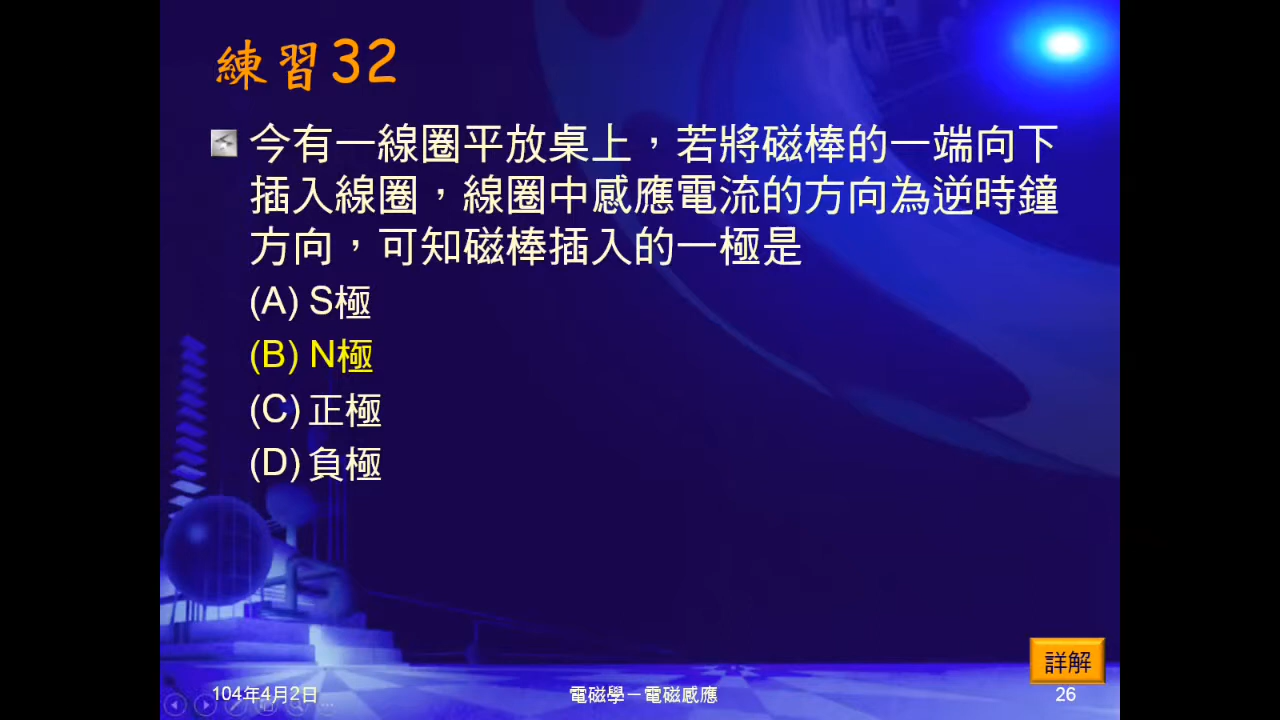 練習32
今有一線圈平放桌上，若將磁棒的一端向下
插入線圈，線圈中感應電流的方向為逆時鐘
方向，可知磁棒插入的一極是
(A) S極
(B) N極
(C) 正極
(D) 負極
詳解
104年4月2日
電磁學－電磁感應
26